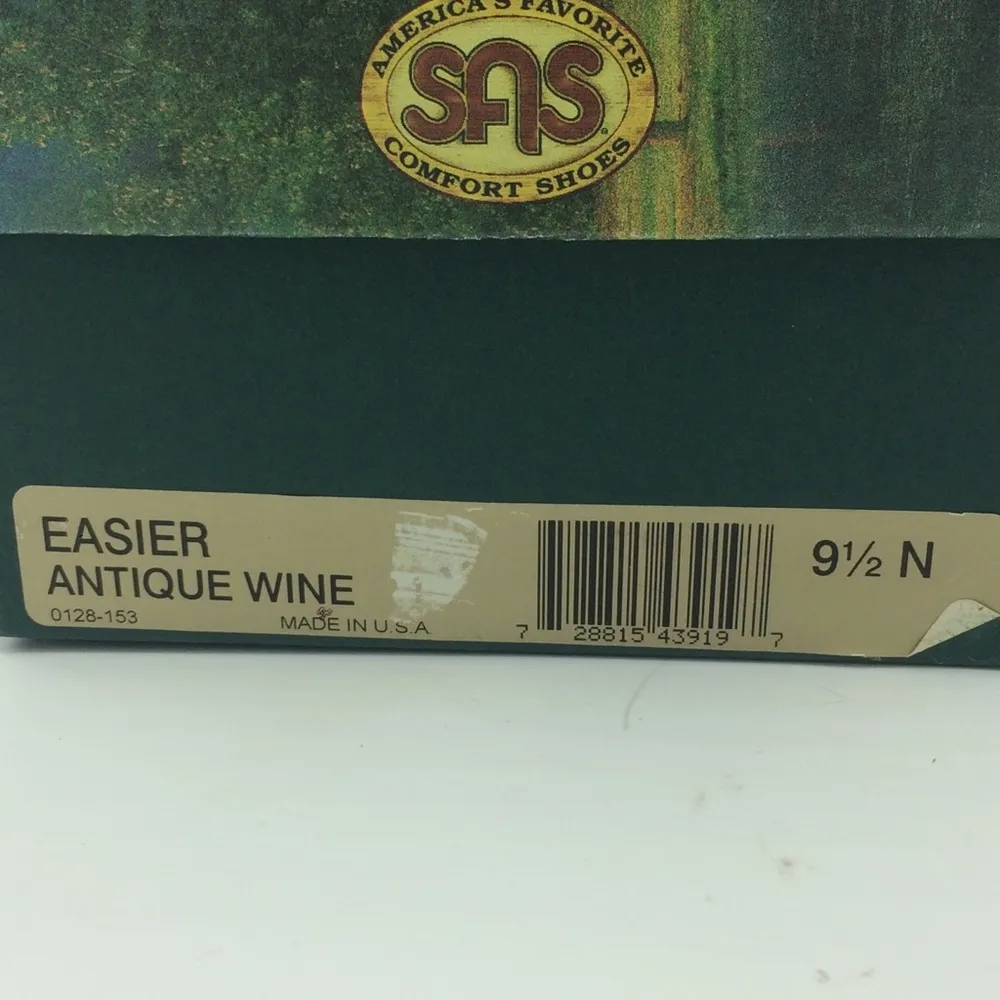 AMERICA'S FAVORITE
SAS
COMFORT SHOES
EASIER
ANTIQUE WINE
0128-153
MADE IN U.S.A.
7 28815 43919 7
9½ N